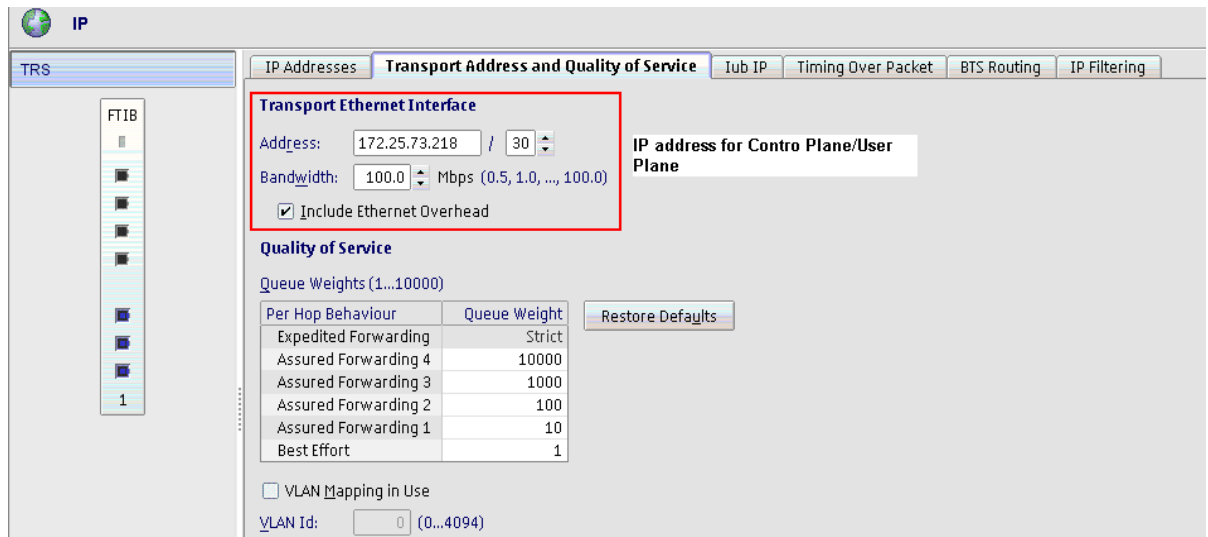 IP
TRS
FTIB
1
IP Addresses
Transport Address and Quality of Service
Iub IP
Timing Over Packet
BTS Routing
IP Filtering
Transport Ethernet Interface
Address: 172.25.73.218 / 30
Bandwidth: 100.0 Mbps (0.5, 1.0, ..., 100.0)
Include Ethernet Overhead
IP address for Contro Plane/User
Plane
Quality of Service
Queue Weights (1...10000)
Per Hop Behaviour Queue Weight
Expedited Forwarding Strict
Assured Forwarding 4 10000
Assured Forwarding 3 1000
Assured Forwarding 2 100
Assured Forwarding 1 10
Best Effort 1
Restore Defaults
VLAN Mapping in Use
VLAN Id: 0 (0...4094)